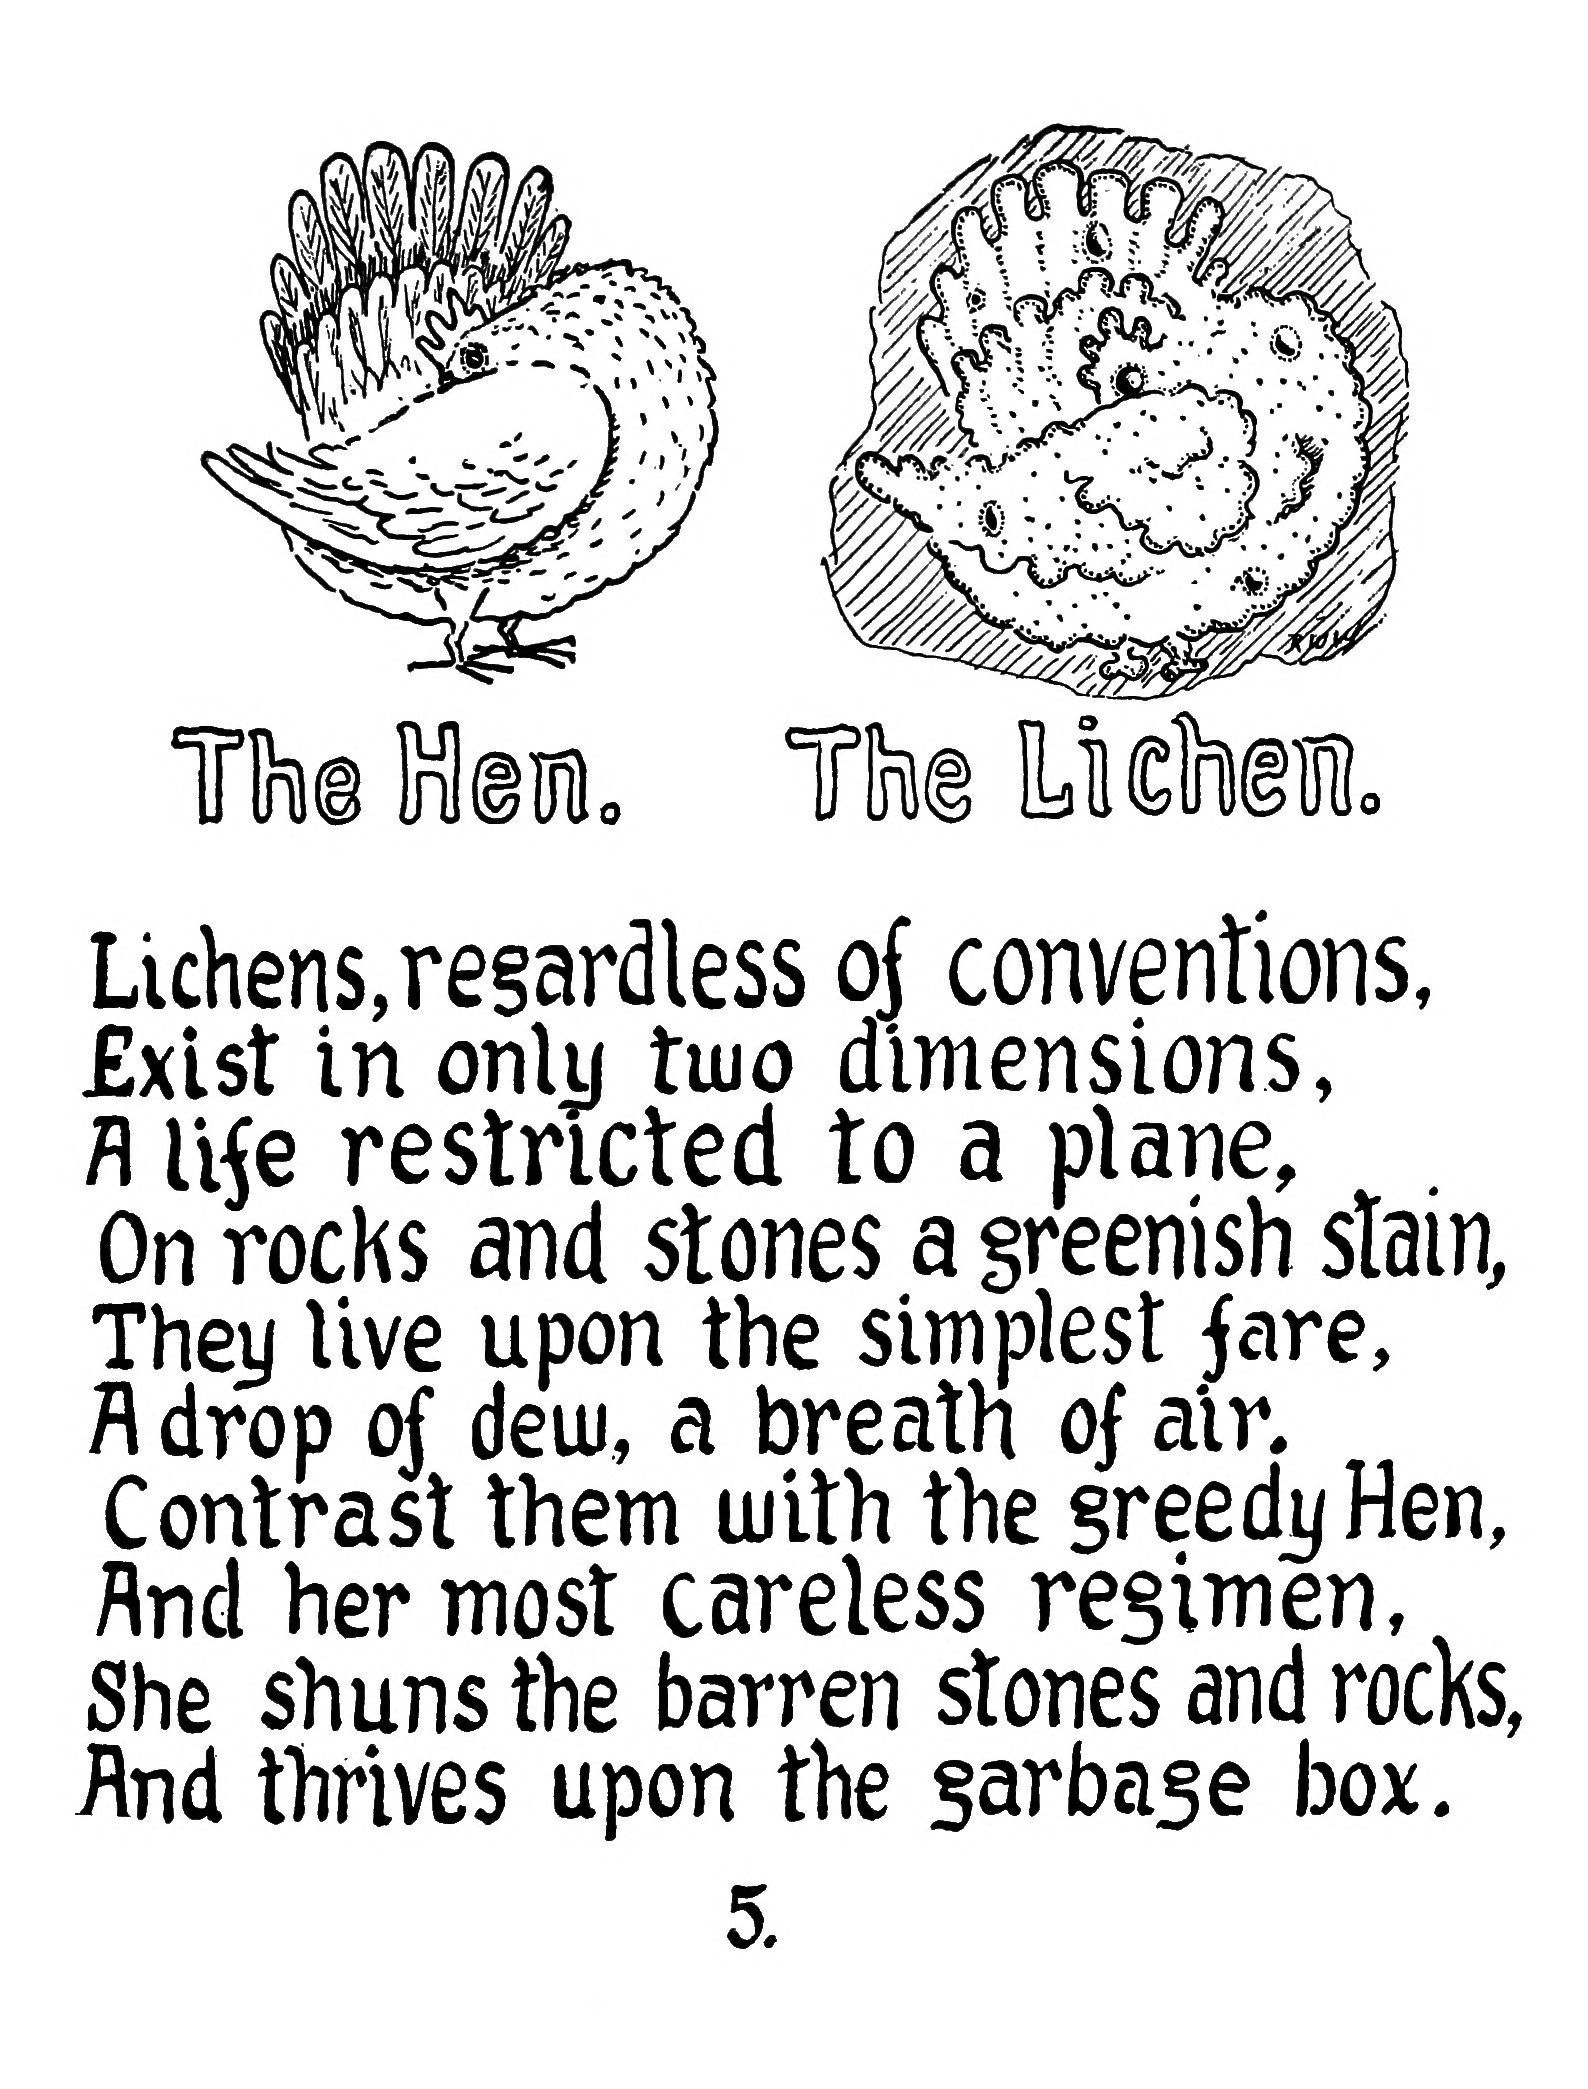 The Hen. The Lichen.
Lichens, regardless of conventions,
Exist in only two dimensions,
A life restricted to a plane,
On rocks and stones a greenish stain,
They live upon the simplest fare,
A drop of dew, a breath of air.
Contrast them with the greedy Hen,
And her most careless regimen,
She shuns the barren stones and rocks,
And thrives upon the garbage box.
5.